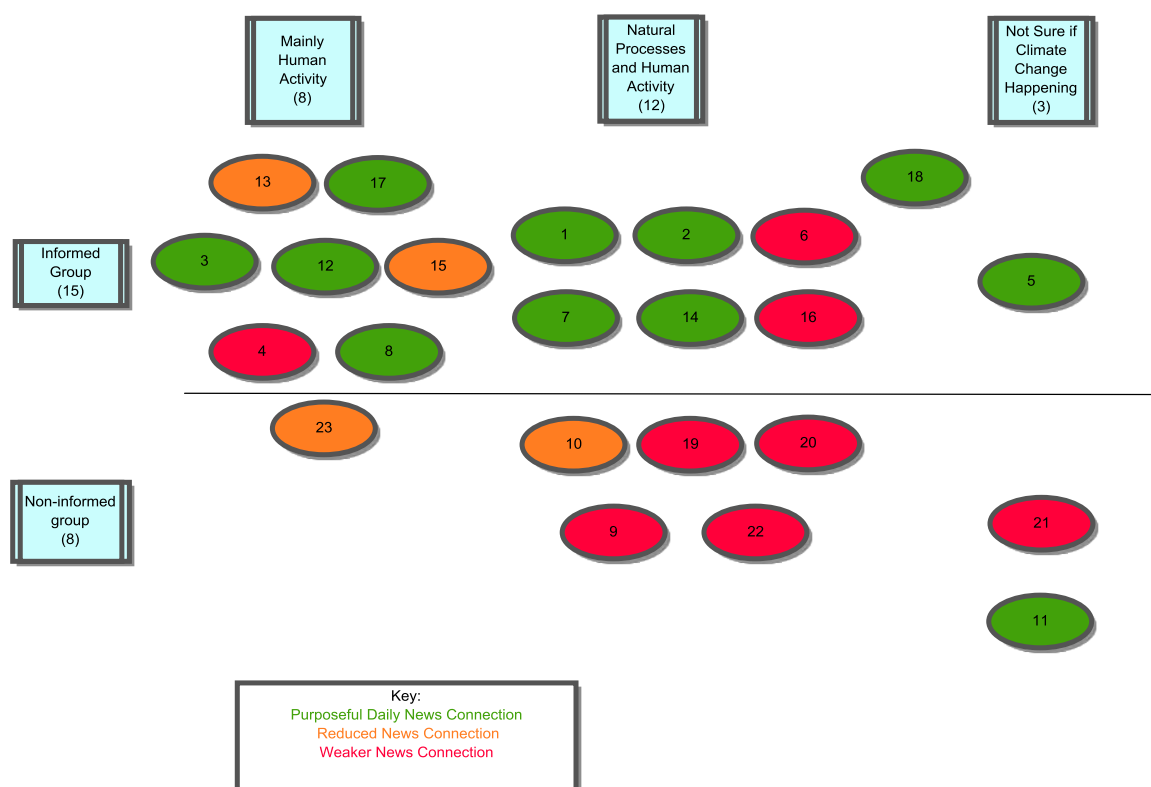 Mainly
Human
Activity
(8)
Natural
Processes
and Human
Activity
(12)
Not Sure if
Climate
Change
Happening
(3)
13
17
18
3
12
15
1
2
6
5
Informed
Group
(15)
7
14
16
4
8
23
10
19
20
Non-informed
group
(8)
9
22
21
11
Key:
Purposeful Daily News Connection
Reduced News Connection
Weaker News Connection